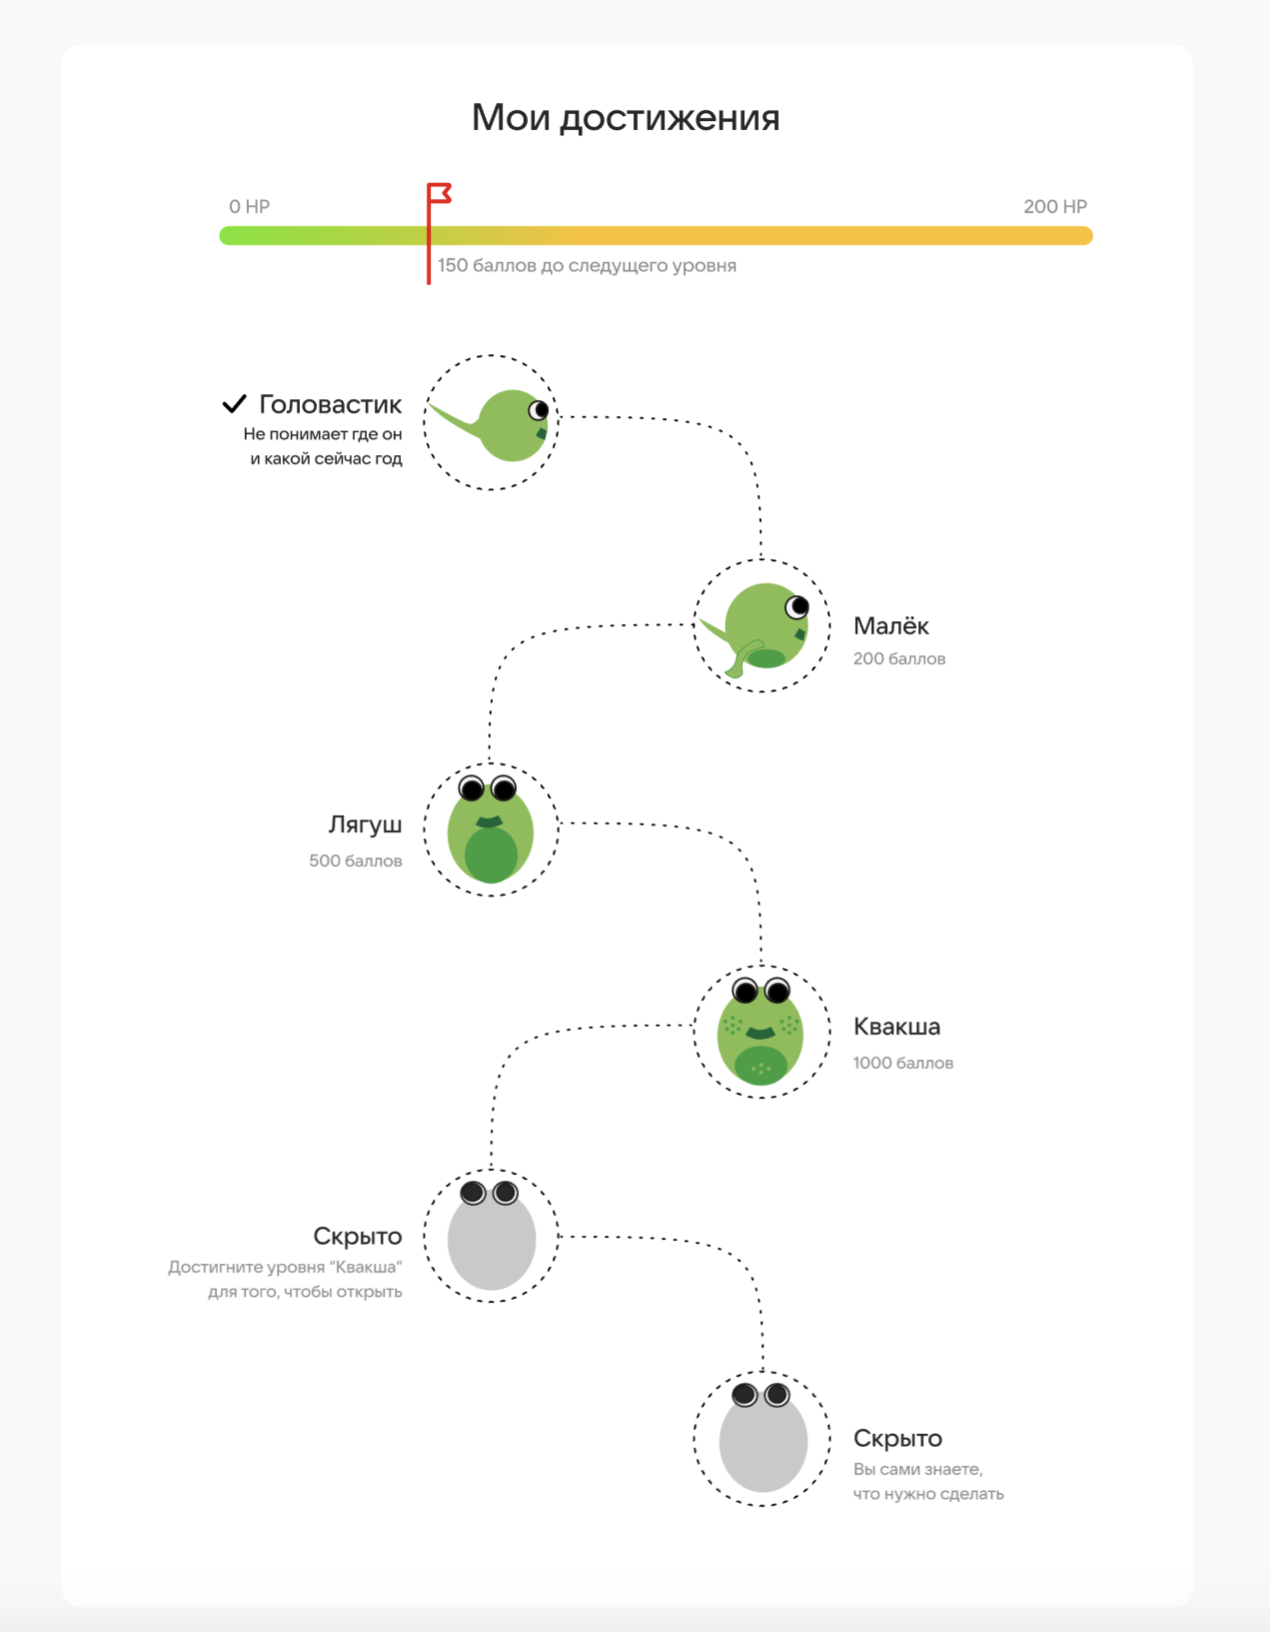 Мои достижения
0 HP
200 HP
150 баллов до следущего уровня
Головастик
Не понимает где он
и какой сейчас год
Малёк
200 баллов
Лягуш
500 баллов
Квакша
1000 баллов
Скрыто
Достигните уровня “Квакша”
для того, чтобы открыть
Скрыто
Вы сами знаете,
что нужно сделать